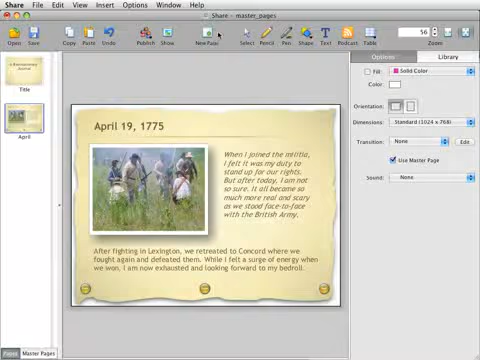 Share File Edit View Insert Options Window Help
Share - master_pages
Open Save Copy Paste Undo Publish Show New Page Select Pencil Pen Shape Text Podcast Table 56 Zoom
Options Library
Fill: Solid Color
Color:
Orientation:
Dimensions: Standard (1024 x 768)
Transition: None Edit
Use Master Page
Sound: None
Title
April
April 19, 1775
When I joined the militia,
I felt it was my duty to
stand up for our rights.
But after today, I am not
so sure. It all became so
much more real and scary
as we stood face-to-face
with the British Army.
After fighting in Lexington, we retreated to Concord where we
fought again and defeated them. While I felt a surge of energy when
we won, I am now exhausted and looking forward to my bedroll.
Pages Master Pages